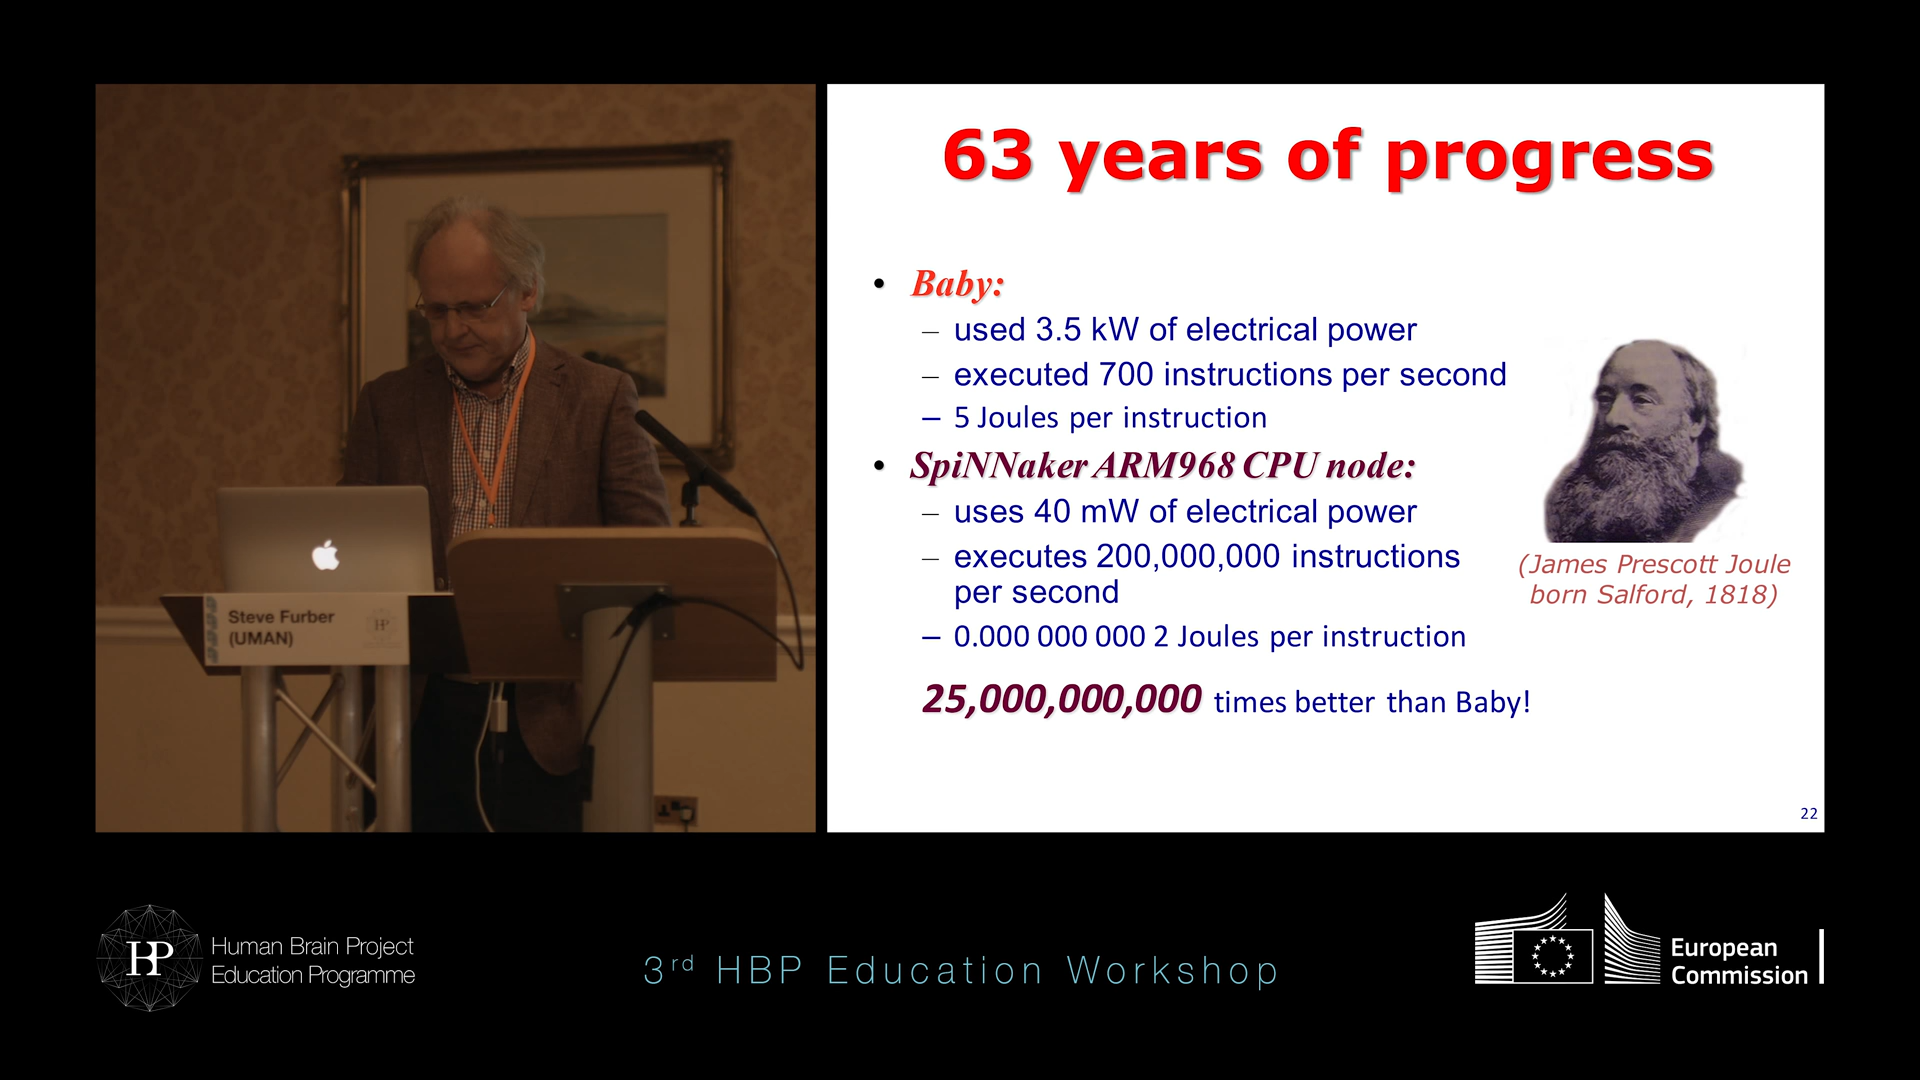 63 years of progress
• Baby:
– used 3.5 kW of electrical power
– executed 700 instructions per second
– 5 Joules per instruction
• SpiNNaker ARM968 CPU node:
– uses 40 mW of electrical power
– executes 200,000,000 instructions
per second
– 0.000 000 000 2 Joules per instruction
25,000,000,000 times better than Baby!
(James Prescott Joule
born Salford, 1818)
22
Steve Furber
(UMAN)
HP
HBP
Human Brain Project
Education Programme
3rd HBP Education Workshop
European
Commission